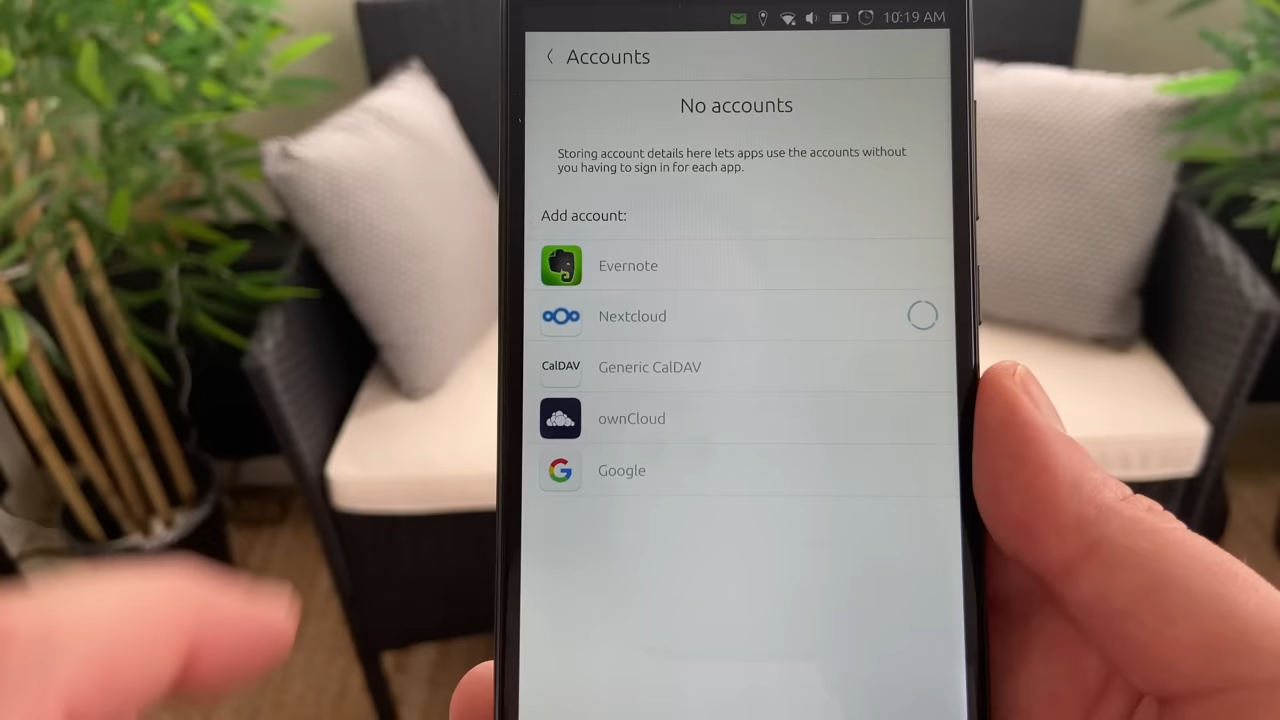 10:19 AM
Accounts
No accounts
Storing account details here lets apps use the accounts without
you having to sign in for each app.
Add account:
Evernote
Nextcloud
CalDAV Generic CalDAV
ownCloud
Google